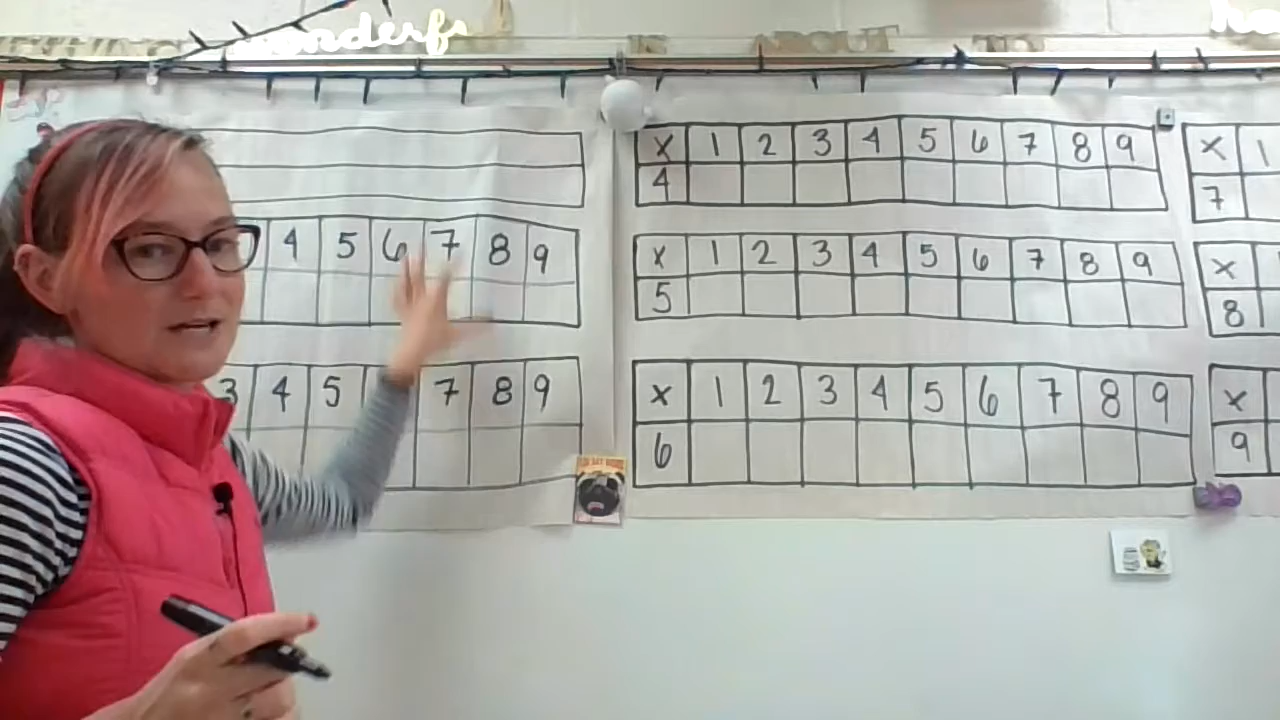 wonderf
IS ABOUT TO
4 5 6 7 8 9
3 4 5 7 8 9
X 1 2 3 4 5 6 7 8 9
4
X 1 2 3 4 5 6 7 8 9
5
X 1 2 3 4 5 6 7 8 9
6
X 1
7
X
8
X
9